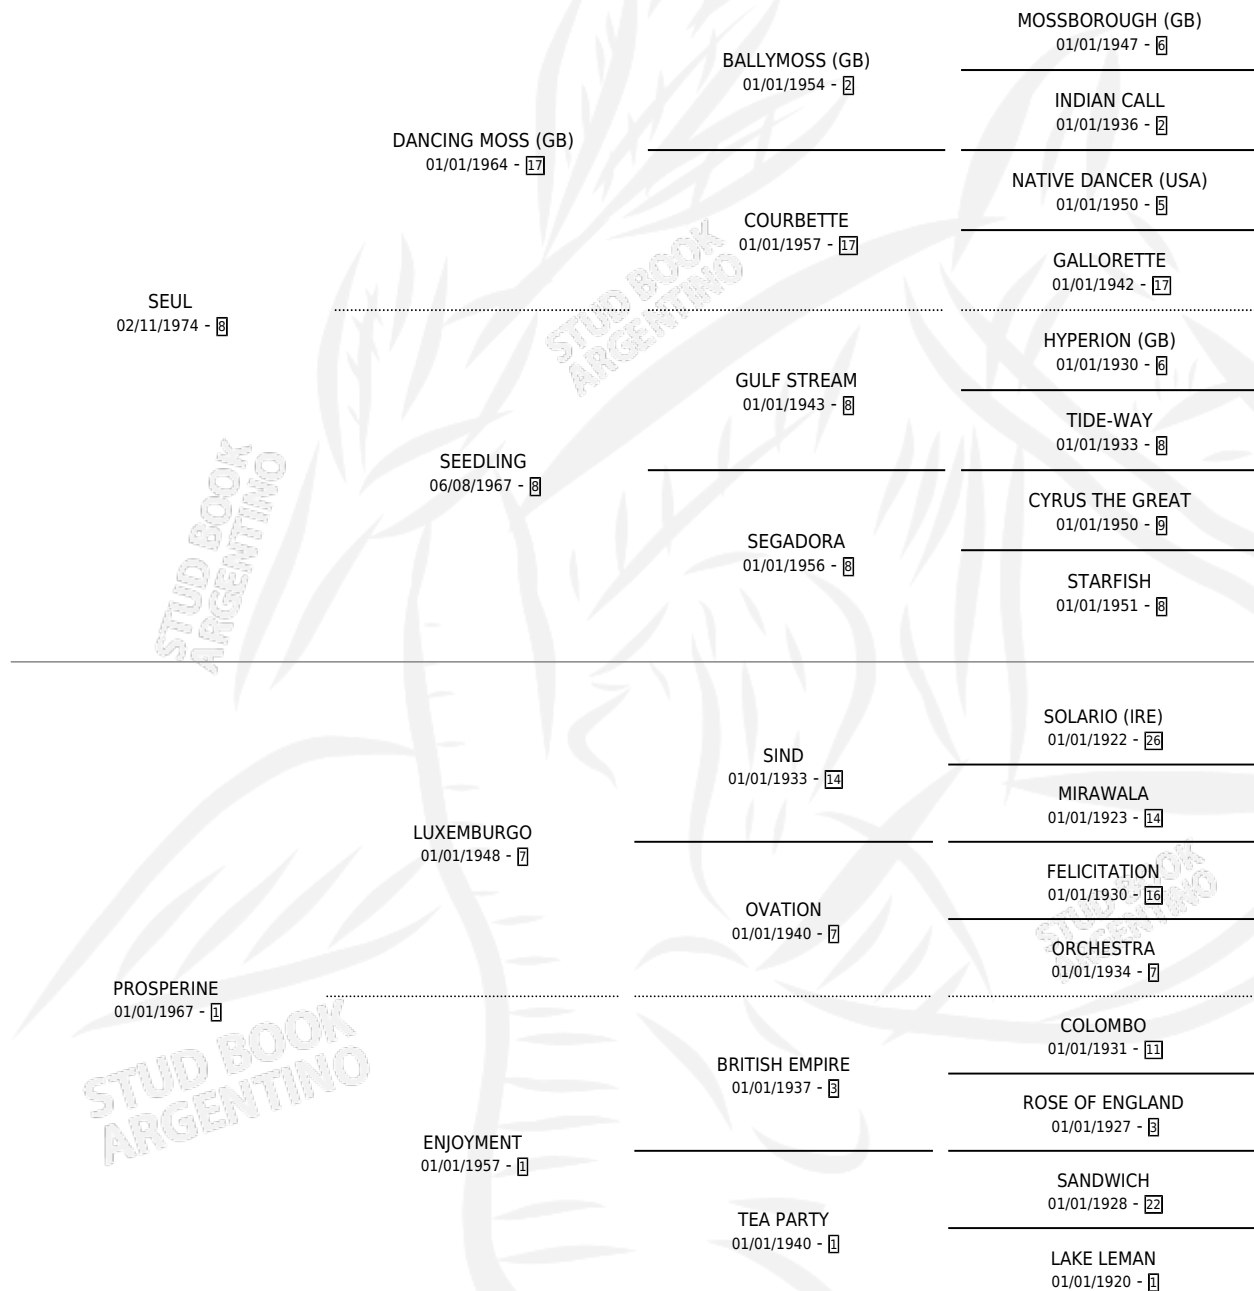 MOSSBOROUGH (GB)
01/01/1947 - 6
BALLYMOSS (GB)
01/01/1954 - 2
INDIAN CALL
01/01/1936 - 2
DANCING MOSS (GB)
01/01/1964 - 17
NATIVE DANCER (USA)
01/01/1950 - 5
COURBETTE
01/01/1957 - 17
GALLORETTE
01/01/1942 - 17
SEUL
02/11/1974 - 8
STUD BOOK
ARGENTINO
HYPERION (GB)
01/01/1930 - 6
GULF STREAM
01/01/1943 - 8
TIDE-WAY
01/01/1933 - 8
SEEDLING
06/08/1967 - 8
CYRUS THE GREAT
01/01/1950 - 9
SEGADORA
01/01/1956 - 8
STARFISH
01/01/1951 - 8
STUD BOOK
ARGENTINO
SOLARIO (IRE)
01/01/1922 - 26
SIND
01/01/1933 - 14
MIRAWALA
01/01/1923 - 14
LUXEMBURGO
01/01/1948 - 7
FELICITATION
01/01/1930 - 16
STUD BOOK
ARGENTINO
OVATION
01/01/1940 - 7
ORCHESTRA
01/01/1934 - 7
PROSPERINE
01/01/1967 - 1
STUD BOOK
ARGENTINO
COLOMBO
01/01/1931 - 11
BRITISH EMPIRE
01/01/1937 - 3
ROSE OF ENGLAND
01/01/1927 - 3
ENJOYMENT
01/01/1957 - 1
SANDWICH
01/01/1928 - 22
TEA PARTY
01/01/1940 - 1
LAKE LEMAN
01/01/1920 - 1